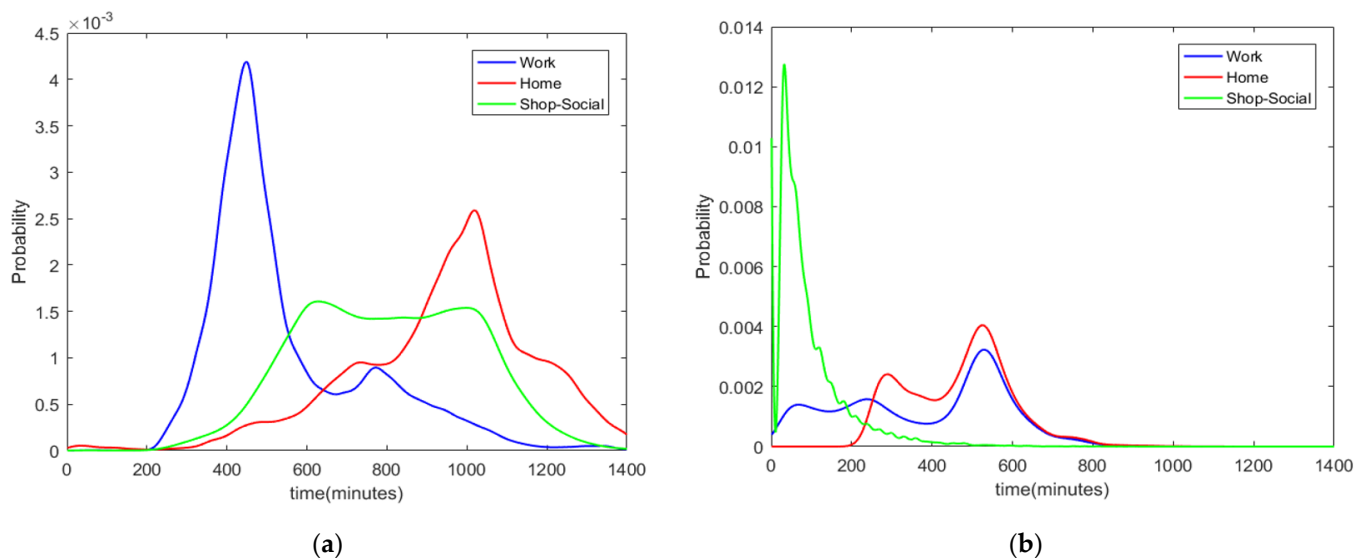 ×10⁻³
4.5
4
3.5
3
2.5
2
1.5
1
0.5
0
Probability
0 200 400 600 800 1000 1200 1400
time(minutes)
Work
Home
Shop-Social
(a)
0.014
0.012
0.01
0.008
0.006
0.004
0.002
0
Probability
0 200 400 600 800 1000 1200 1400
time(minutes)
Work
Home
Shop-Social
(b)